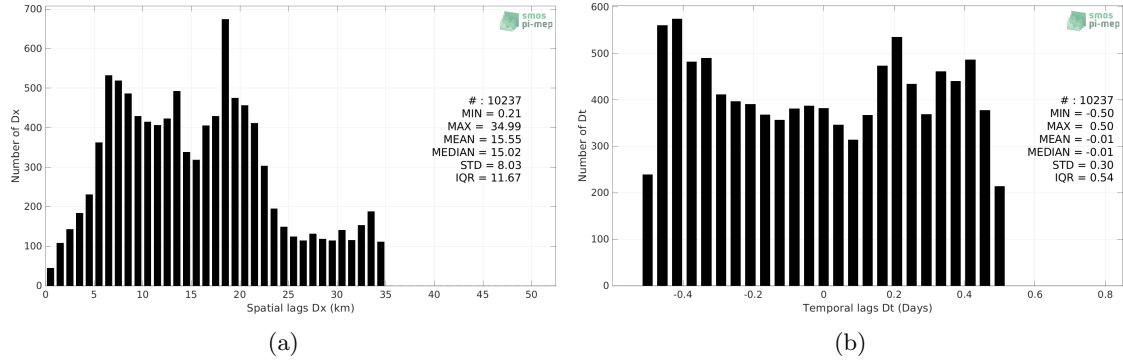 700
600
500
400
300
200
100
0
Number of Dx
0 5 10 15 20 25 30 35 40 45 50
Spatial lags Dx (km)
smos
pi-mep
# : 10237
MIN = 0.21
MAX = 34.99
MEAN = 15.55
MEDIAN = 15.02
STD = 8.03
IQR = 11.67
(a)
600
500
400
300
200
100
0
Number of Dt
-0.4 -0.2 0 0.2 0.4 0.6 0.8
Temporal lags Dt (Days)
smos
pi-mep
# : 10237
MIN = -0.50
MAX = 0.50
MEAN = -0.01
MEDIAN = -0.01
STD = 0.30
IQR = 0.54
(b)